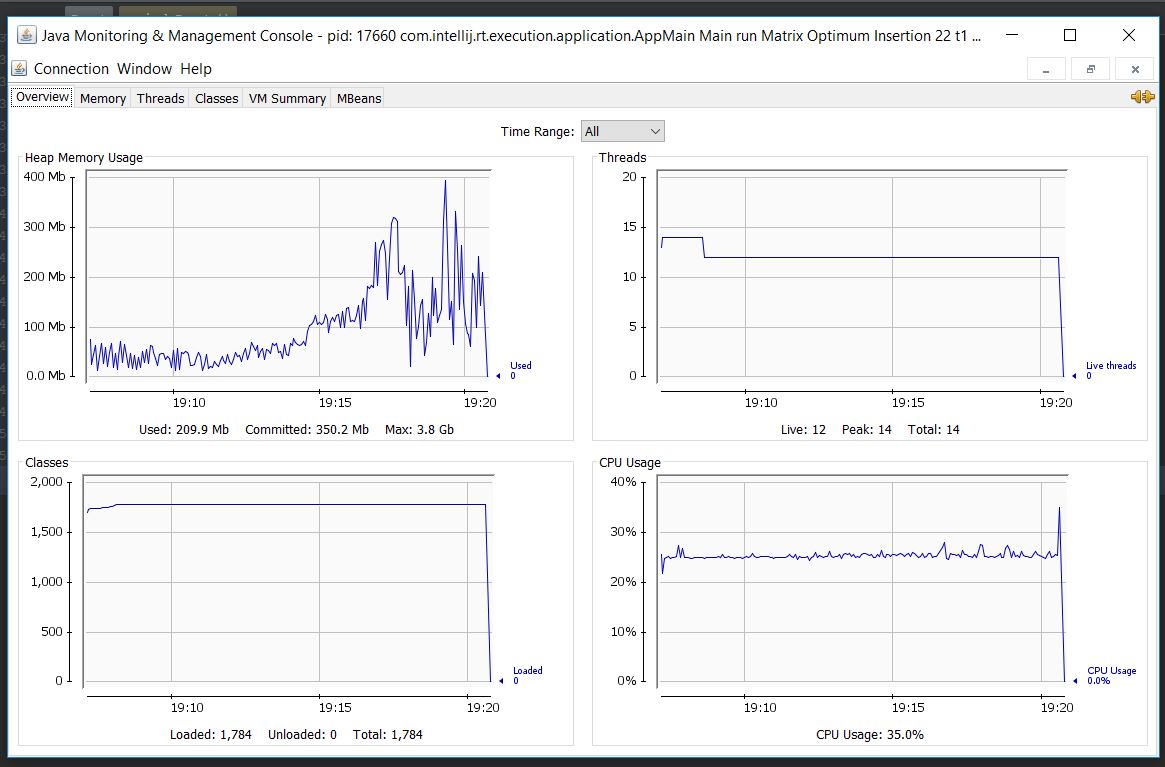 Java Monitoring & Management Console - pid: 17660 com.intellij.rt.execution.application.AppMain Main run Matrix Optimum Insertion 22 t1 ...
Connection Window Help
Overview Memory Threads Classes VM Summary MBeans
Time Range: All
Heap Memory Usage
400 Mb
300 Mb
200 Mb
100 Mb
0.0 Mb
Used
0
19:10 19:15 19:20
Used: 209.9 Mb Committed: 350.2 Mb Max: 3.8 Gb
Threads
20
15
10
5
0
Live threads
0
19:10 19:15 19:20
Live: 12 Peak: 14 Total: 14
Classes
2,000
1,500
1,000
500
0
Loaded
0
19:10 19:15 19:20
Loaded: 1,784 Unloaded: 0 Total: 1,784
CPU Usage
40%
30%
20%
10%
0%
CPU Usage
0.0%
19:10 19:15 19:20
CPU Usage: 35.0%